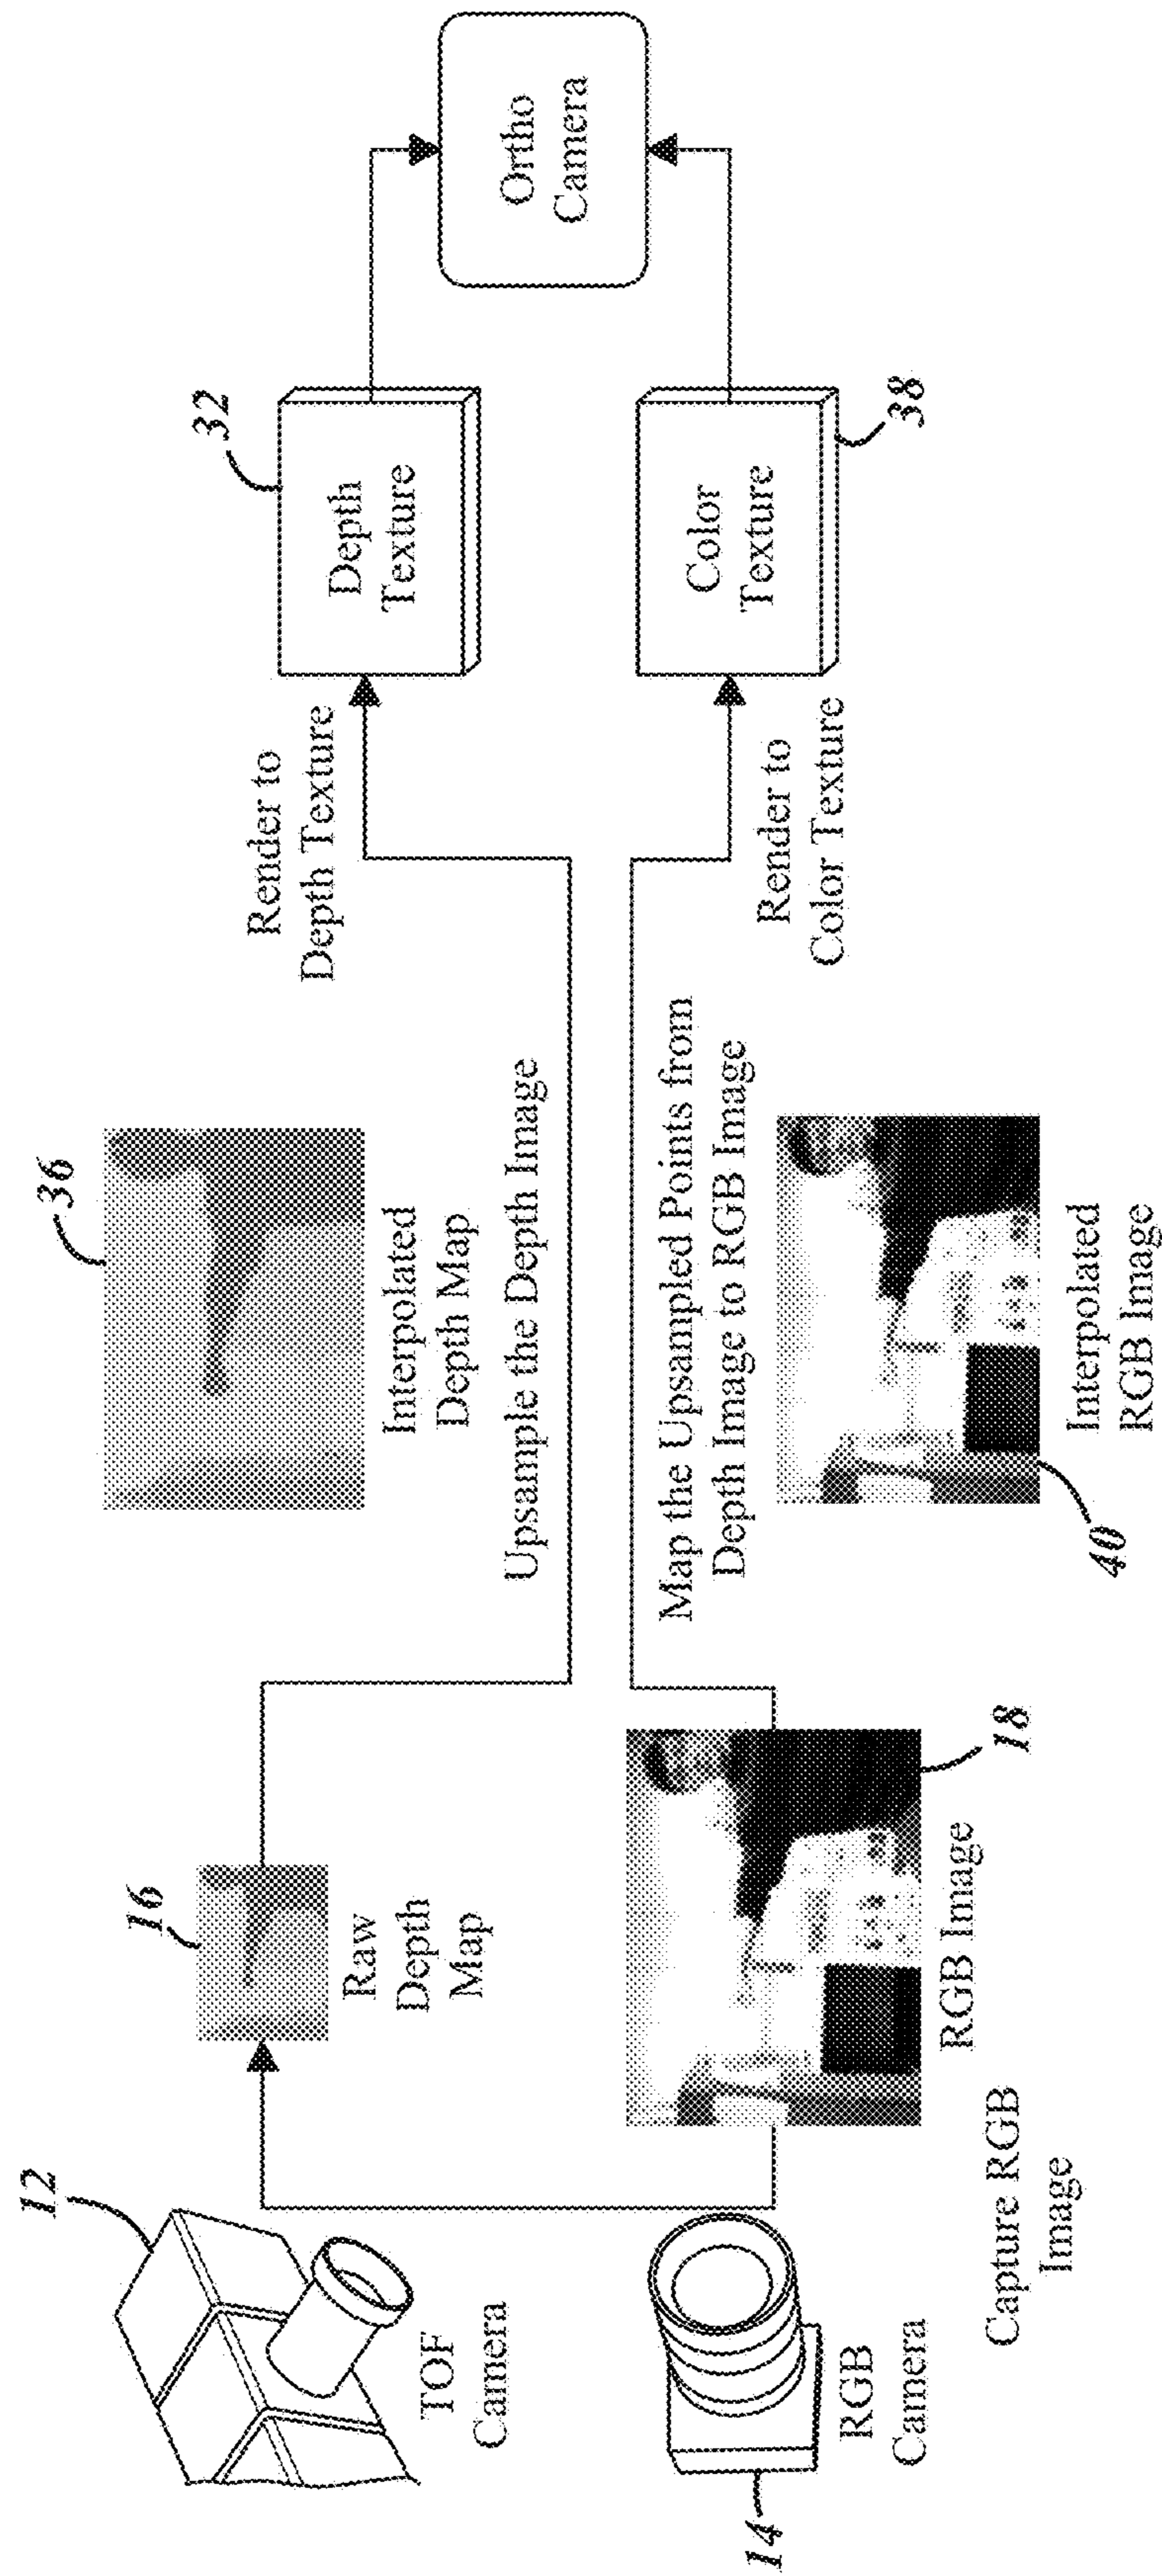 12
TOF
Camera
14
RGB
Camera
Capture RGB
Image
16
Raw
Depth
Map
RGB Image
18
36
Interpolated
Depth Map
Upsample the Depth Image
Map the Upsampled Points from
Depth Image to RGB Image
40
Interpolated
RGB Image
Render to
Depth Texture
Render to
Color Texture
32
Depth
Texture
Color
Texture
38
Ortho
Camera